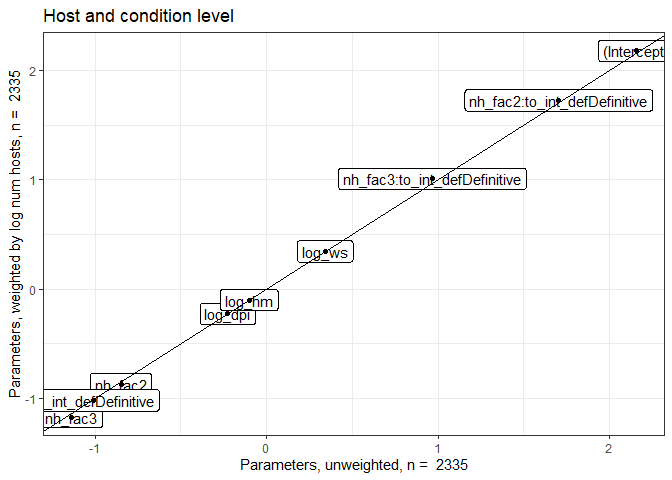 Host and condition level
Parameters, weighted by log num hosts, n = 2335
2
1
0
-1
(Intercept
nh_fac2:to_int_defDefinitive
nh_fac3:to_int_defDefinitive
log_ws
log_hm
log_dpi
nh_fac2
_int_defDefinitive
nh_fac3
-1
0
1
2
Parameters, unweighted, n = 2335